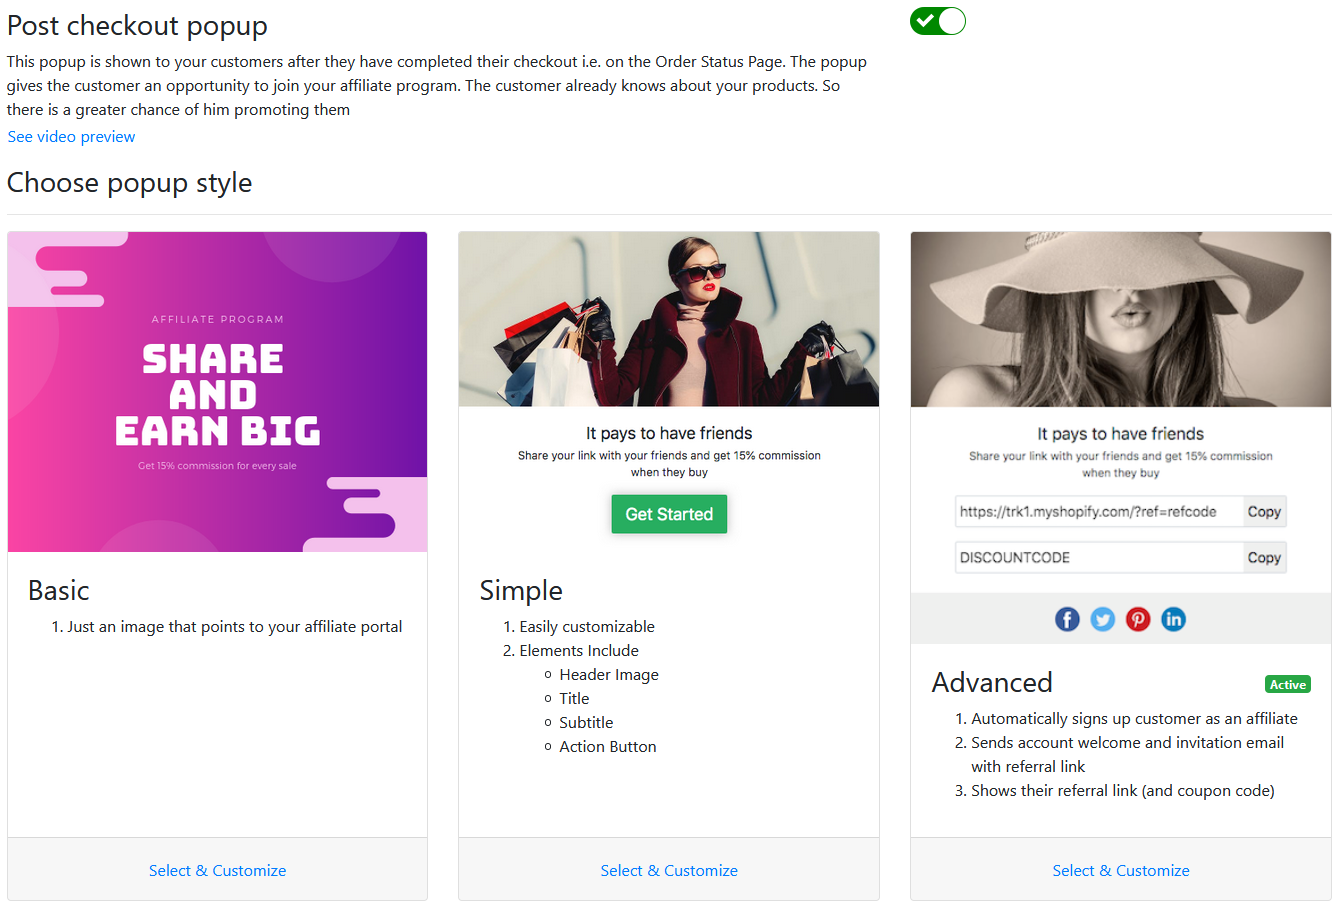 Post checkout popup
This popup is shown to your customers after they have completed their checkout i.e. on the Order Status Page. The popup
gives the customer an opportunity to join your affiliate program. The customer already knows about your products. So
there is a greater chance of him promoting them
See video preview
Choose popup style
AFFILIATE PROGRAM
SHARE
AND
EARN BIG
Get 15% commission for every sale
Basic
1. Just an image that points to your affiliate portal
Select & Customize
It pays to have friends
Share your link with your friends and get 15% commission
when they buy
Get Started
Simple
1. Easily customizable
2. Elements Include
Header Image
Title
Subtitle
Action Button
Select & Customize
It pays to have friends
Share your link with your friends and get 15% commission
when they buy
https://trk1.myshopify.com/?ref=refcode Copy
DISCOUNTCODE Copy
Advanced Active
1. Automatically signs up customer as an affiliate
2. Sends account welcome and invitation email
with referral link
3. Shows their referral link (and coupon code)
Select & Customize